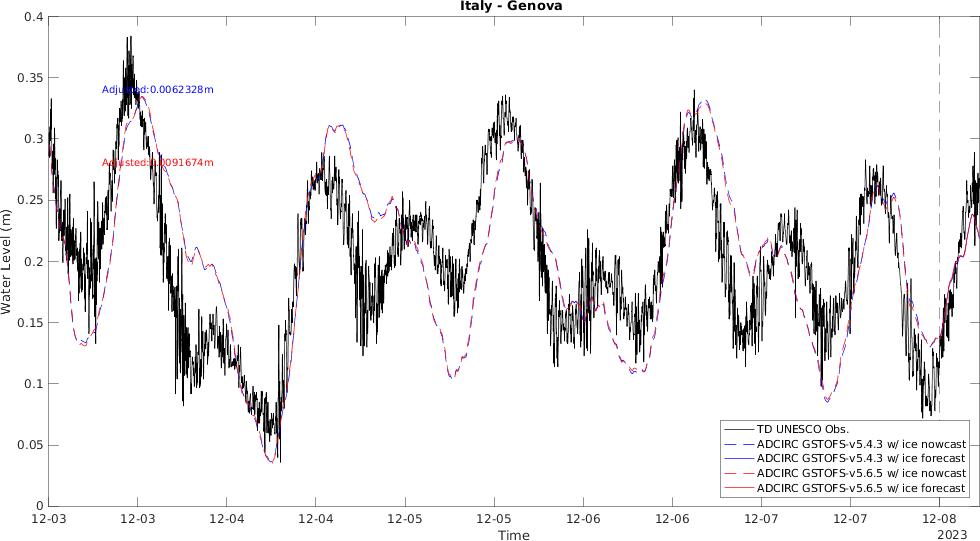 Italy - Genova
0.4
0.35
0.3
0.25
0.2
0.15
0.1
0.05
0
Water Level (m)
Adjusted:0.0062328m
Adjusted:0.0091674m
TD UNESCO Obs.
ADCIRC GSTOFS-v5.4.3 w/ ice nowcast
ADCIRC GSTOFS-v5.4.3 w/ ice forecast
ADCIRC GSTOFS-v5.6.5 w/ ice nowcast
ADCIRC GSTOFS-v5.6.5 w/ ice forecast
12-03 12-03 12-04 12-04 12-05 12-05 12-06 12-06 12-07 12-07 12-08
2023
Time